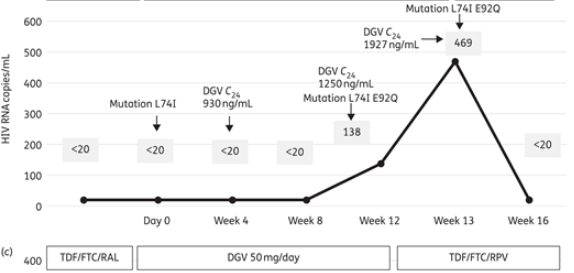 Mutation L74I E92Q
600
DGV C24
1927 ng/mL
469
500
DGV C24
1250 ng/mL
Mutation L74I E92Q
DGV C24
930 ng/mL
Mutation L74I
400
300
200
100
0
HIV RNA copies/mL
<20
<20
<20
<20
138
<20
Day 0
Week 4
Week 8
Week 12
Week 13
Week 16
(c)
400
TDF/FTC/RAL
DGV 50 mg/day
TDF/FTC/RPV